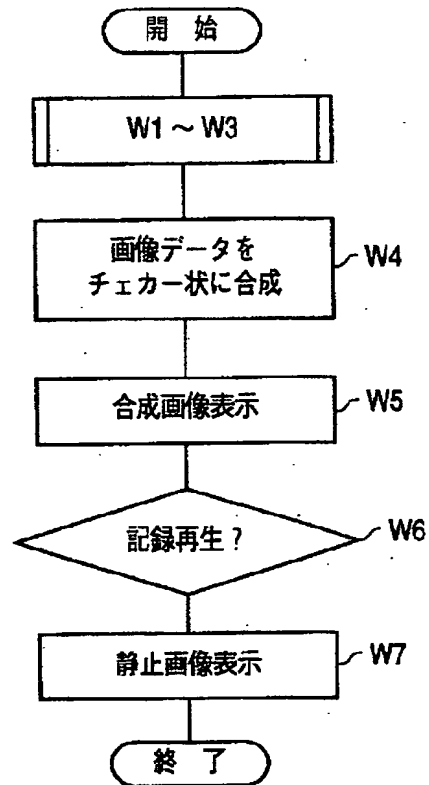 開 始
W1～W3
画像データを
チェカー状に合成
W4
合成画像表示
W5
記録再生？
W6
静止画像表示
W7
終 了